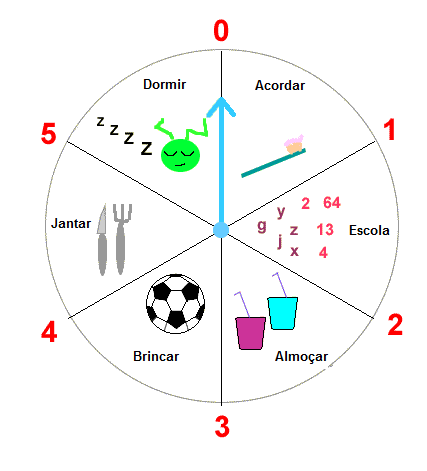 0
Dormir
Acordar
z
z
z
z
5
1
y
2
64
g
z
13
j
x
4
Escola
Jantar
4
2
Brincar
Almoçar
3